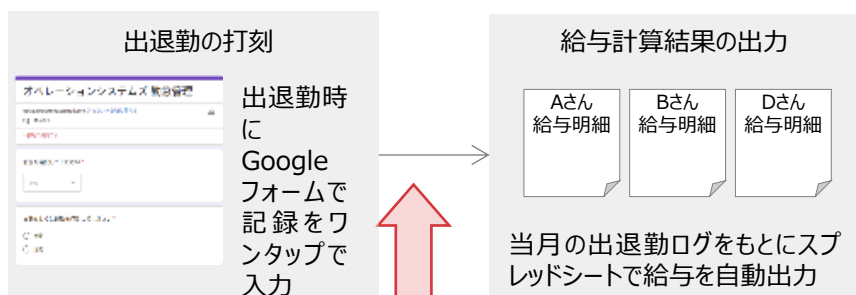 出退勤の打刻
オペレーションシステムズ 勤怠管理
出退勤時
に
Google
フォームで
記録をワ
ンタップで
入力
給与計算結果の出力
Aさん
給与明細
Bさん
給与明細
Dさん
給与明細
当月の出退勤ログをもとにスプ
レッドシートで給与を自動出力